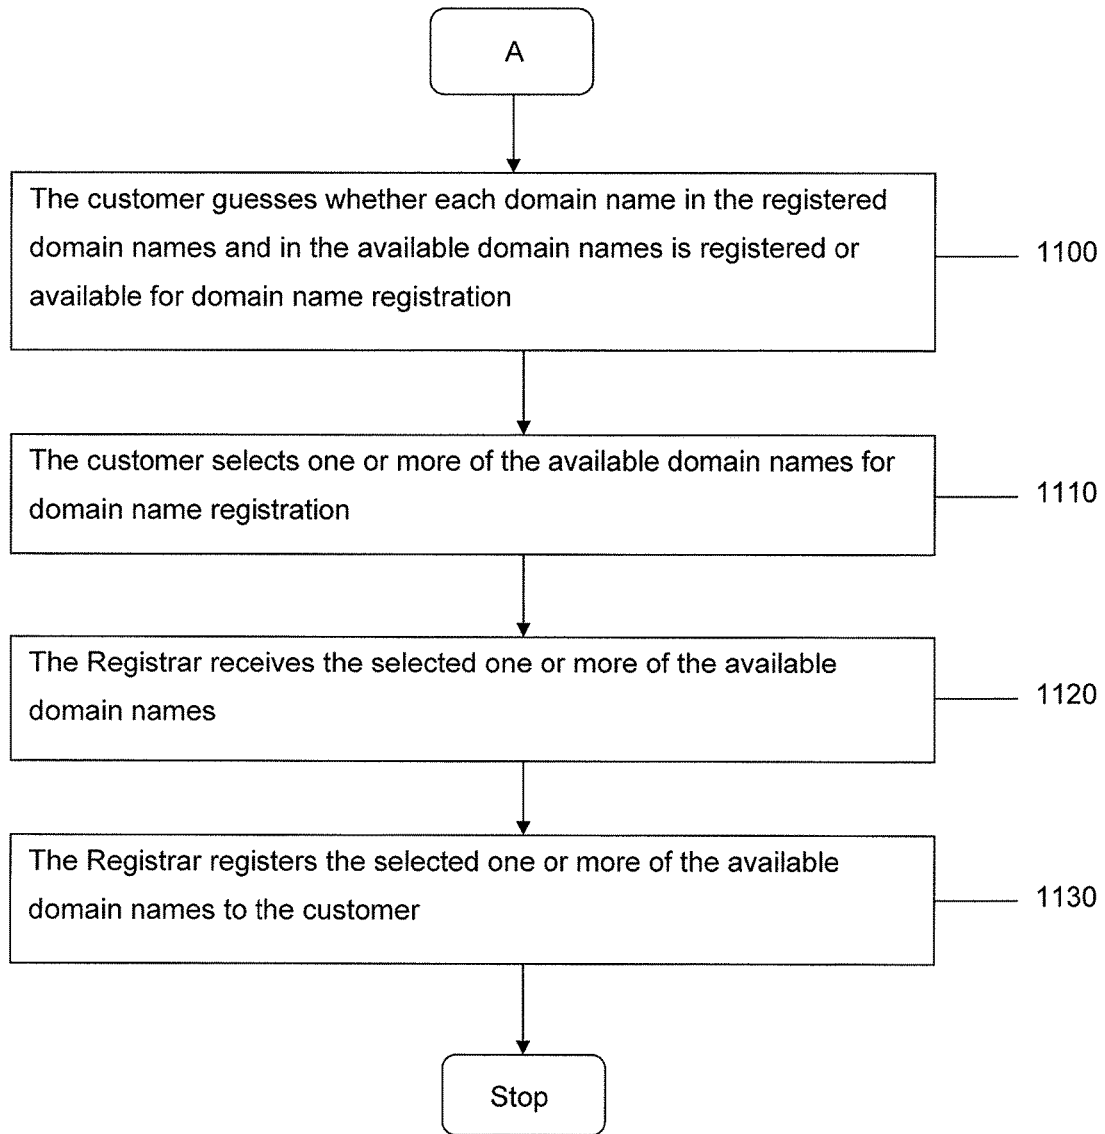 A
The customer guesses whether each domain name in the registered
domain names and in the available domain names is registered or
available for domain name registration
1100
The customer selects one or more of the available domain names for
domain name registration
1110
The Registrar receives the selected one or more of the available
domain names
1120
The Registrar registers the selected one or more of the available
domain names to the customer
1130
Stop